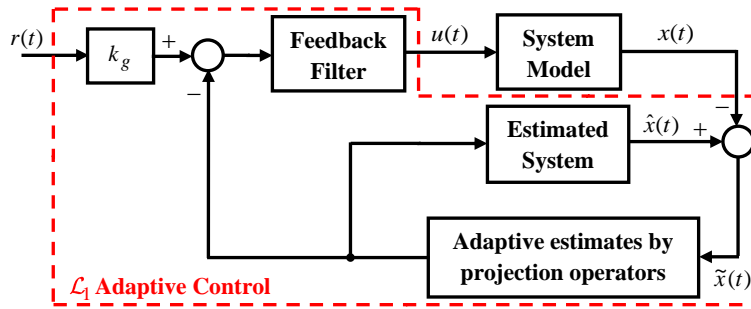 r(t)
k_g
+
−
Feedback
Filter
u(t)
System
Model
x(t)
−
Estimated
System
x̂(t)
+
Adaptive estimates by
projection operators
x̃(t)
ℒ₁ Adaptive Control